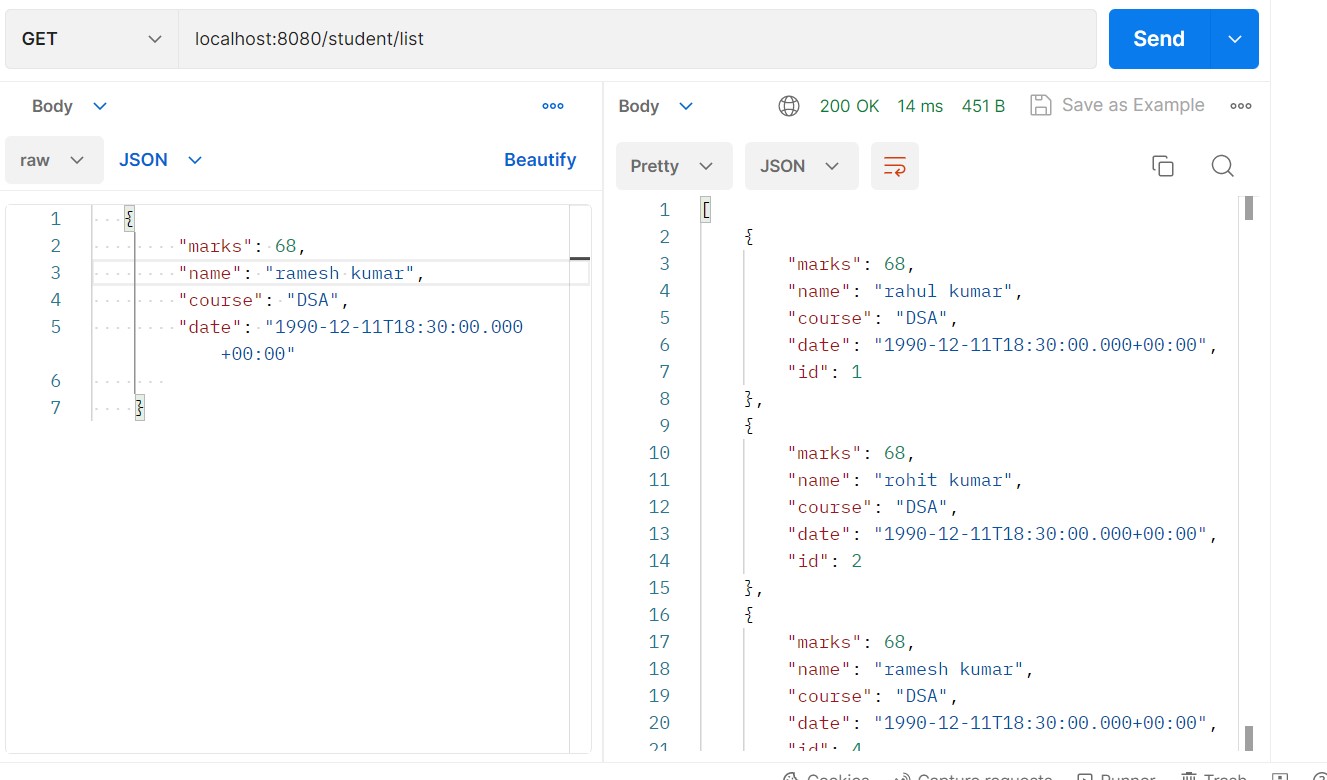 GET localhost:8080/student/list Send
Body
raw JSON Beautify
1 {
2 "marks": 68,
3 "name": "ramesh kumar",
4 "course": "DSA",
5 "date": "1990-12-11T18:30:00.000
+00:00"
6
7 }
Body 200 OK 14 ms 451 B Save as Example
Pretty JSON
1 [
2 {
3 "marks": 68,
4 "name": "rahul kumar",
5 "course": "DSA",
6 "date": "1990-12-11T18:30:00.000+00:00",
7 "id": 1
8 },
9 {
10 "marks": 68,
11 "name": "rohit kumar",
12 "course": "DSA",
13 "date": "1990-12-11T18:30:00.000+00:00",
14 "id": 2
15 },
16 {
17 "marks": 68,
18 "name": "ramesh kumar",
19 "course": "DSA",
20 "date": "1990-12-11T18:30:00.000+00:00",
21 "id": 4
Cookies Capture requests Runner Trash